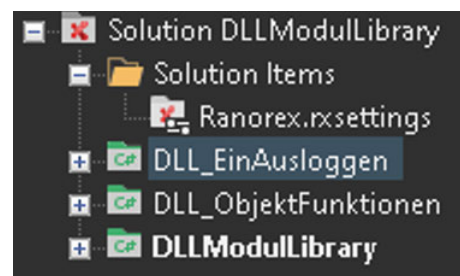 Solution DLLModulLibrary
Solution Items
Ranorex.rxsettings
C# DLL_EinAusloggen
C# DLL_ObjektFunktionen
C# DLLModulLibrary